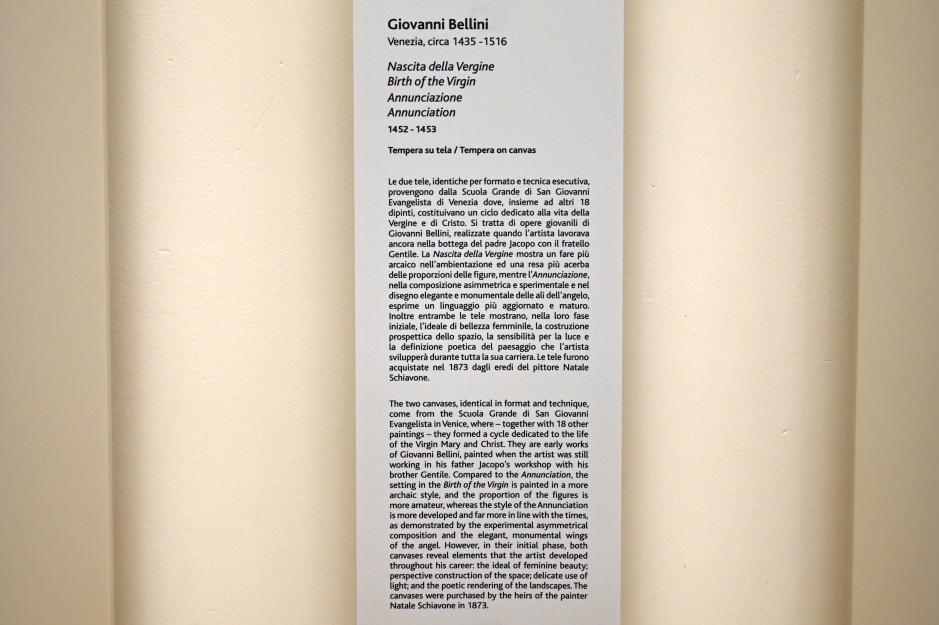 Giovanni Bellini
Venezia, circa 1435 -1516
Nascita della Vergine
Birth of the Virgin
Annunciazione
Annunciation
1452 - 1453
Tempera su tela / Tempera on canvas
Le due tele, identiche per formato e tecnica esecutiva,
provengono dalla Scuola Grande di San Giovanni
Evangelista di Venezia dove, insieme ad altri 18
dipinti, costituivano un ciclo dedicato alla vita della
Vergine e di Cristo. Si tratta di opere giovanili di
Giovanni Bellini, realizzate quando l'artista lavorava
ancora nella bottega del padre Jacopo con il fratello
Gentile. La Nascita della Vergine mostra un fare più
arcaico nell'ambientazione ed una resa più acerba
delle proporzioni delle figure, mentre l'Annunciazione,
nella composizione asimmetrica e sperimentale e nel
disegno elegante e monumentale delle ali dell'angelo,
esprime un linguaggio più aggiornato e maturo.
Inoltre entrambe le tele mostrano, nella loro fase
iniziale, l'ideale di bellezza femminile, la costruzione
prospettica dello spazio, la sensibilità per la luce e
la definizione poetica del paesaggio che l'artista
svilupperà durante tutta la sua carriera. Le tele furono
acquistate nel 1873 dagli eredi del pittore Natale
Schiavone.
The two canvases, identical in format and technique,
come from the Scuola Grande di San Giovanni
Evangelista in Venice, where – together with 18 other
paintings – they formed a cycle dedicated to the life
of the Virgin Mary and Christ. They are early works
of Giovanni Bellini, painted when the artist was still
working in his father Jacopo's workshop with his
brother Gentile. Compared to the Annunciation, the
setting in the Birth of the Virgin is painted in a more
archaic style, and the proportion of the figures is
more amateur, whereas the style of the Annunciation
is more developed and far more in line with the times,
as demonstrated by the experimental asymmetrical
composition and the elegant, monumental wings
of the angel. However, in their initial phase, both
canvases reveal elements that the artist developed
throughout his career: the ideal of feminine beauty;
perspective construction of the space; delicate use of
light; and the poetic rendering of the landscapes. The
canvases were purchased by the heirs of the painter
Natale Schiavone in 1873.